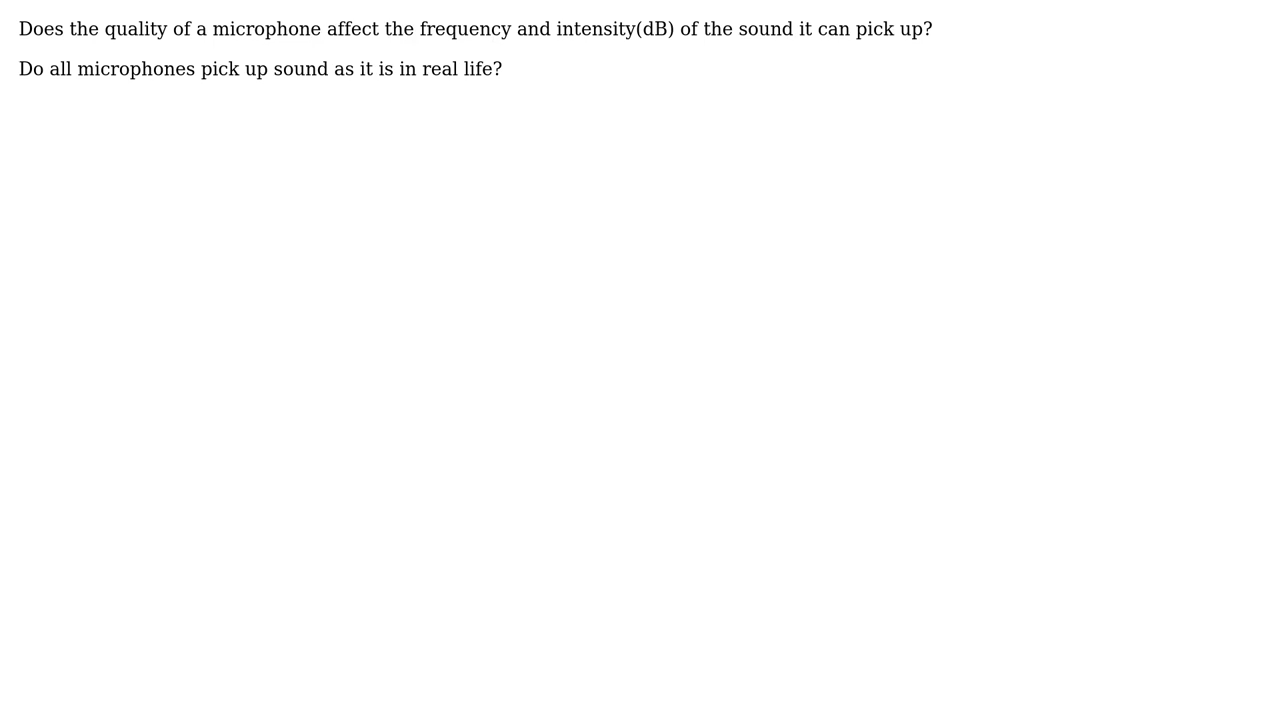 Does the quality of a microphone affect the frequency and intensity(dB) of the sound it can pick up?
Do all microphones pick up sound as it is in real life?